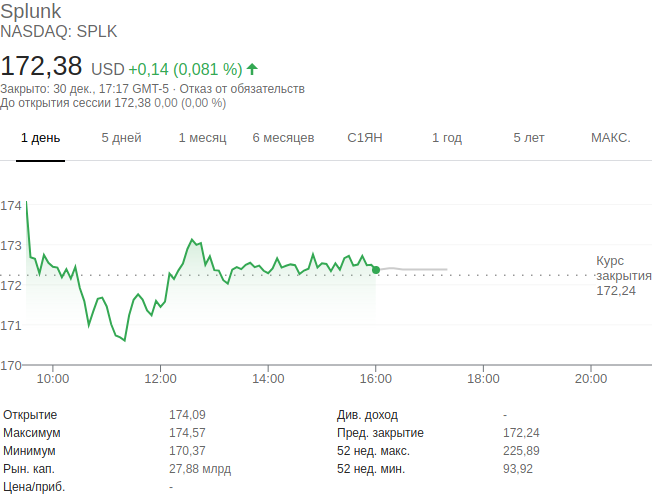 Splunk
NASDAQ: SPLK
172,38 USD +0,14 (0,081 %)
Закрыто: 30 дек., 17:17 GMT-5 · Отказ от обязательств
До открытия сессии 172,38 0,00 (0,00 %)
1 день 5 дней 1 месяц 6 месяцев С1ЯН 1 год 5 лет МАКС.
174
173
172
171
170
Курс
закрытия
172,24
10:00 12:00 14:00 16:00 18:00 20:00
Открытие 174,09 Див. доход -
Максимум 174,57 Пред. закрытие 172,24
Минимум 170,37 52 нед. макс. 225,89
Рын. кап. 27,88 млрд 52 нед. мин. 93,92
Цена/приб. -